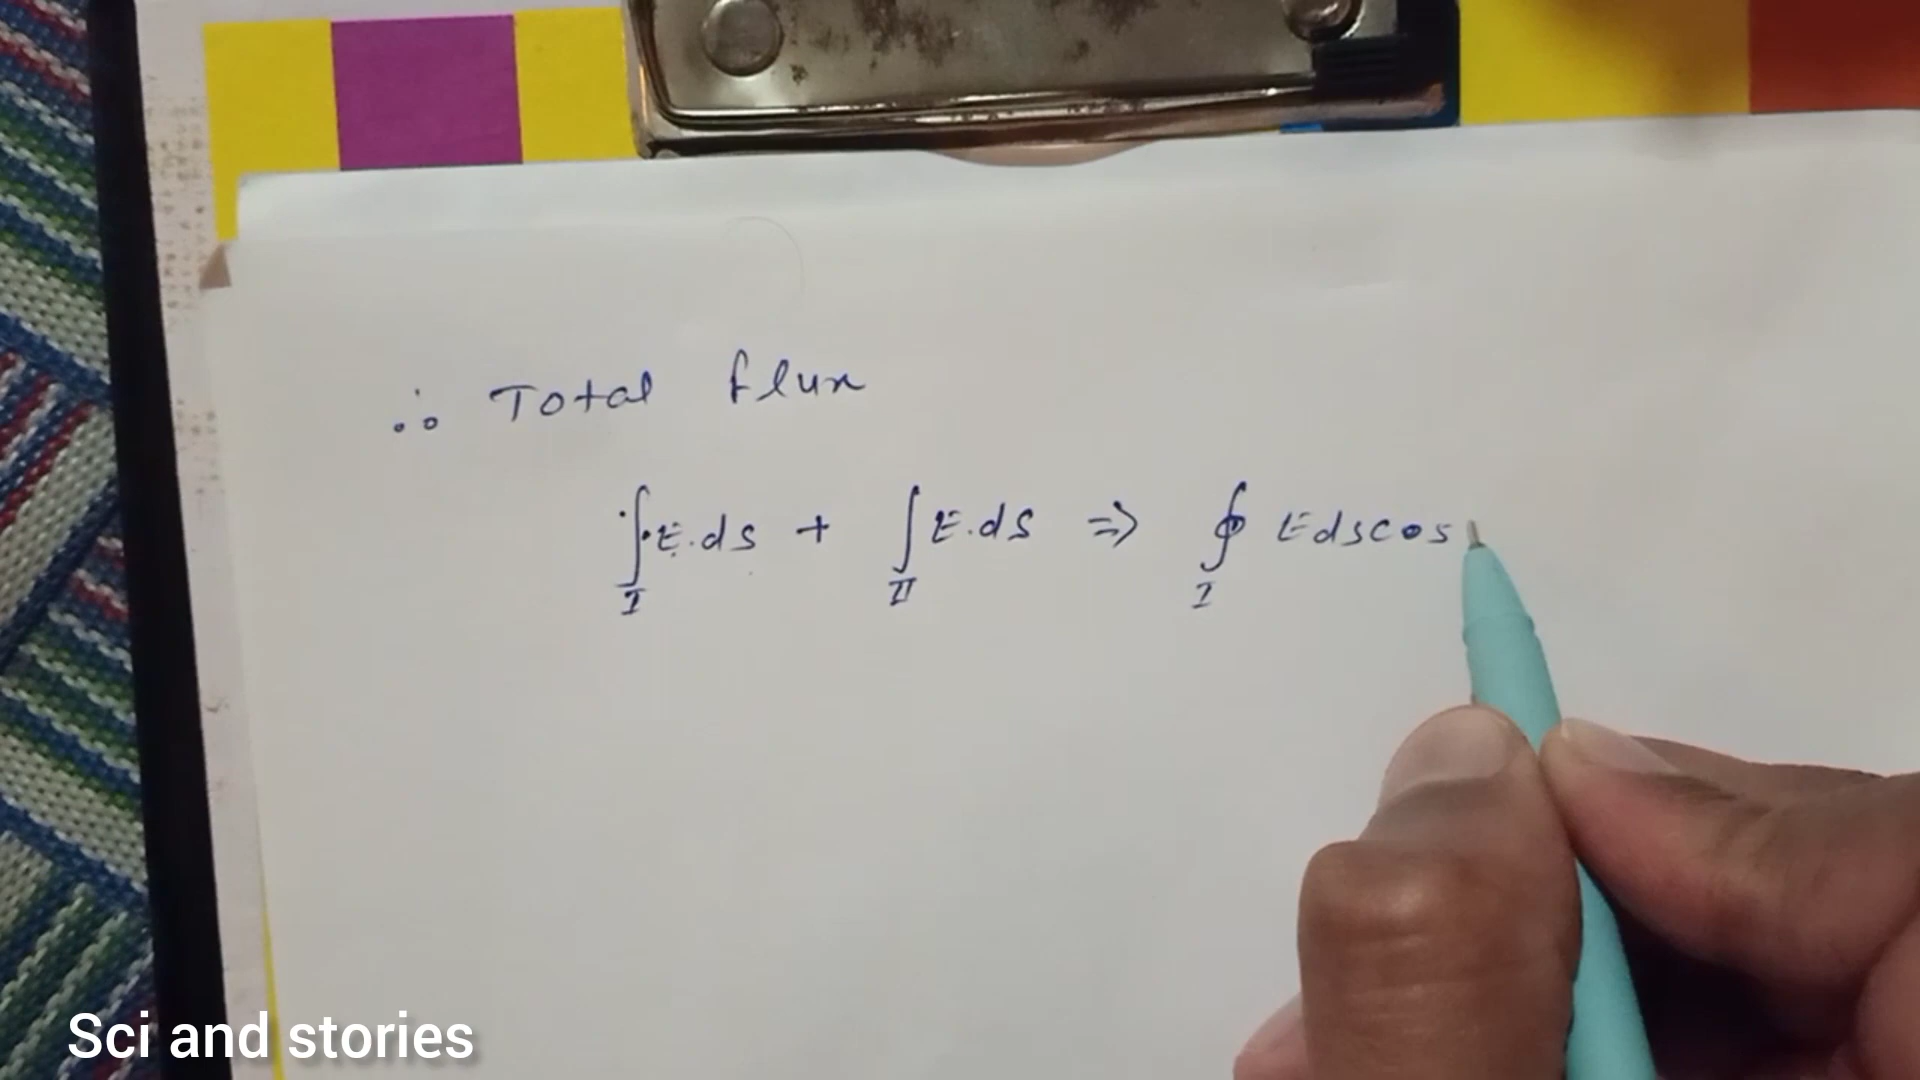 ∴ Total flux
∫E.ds + ∫E.ds => ∮ Edscos
I II I
Sci and stories